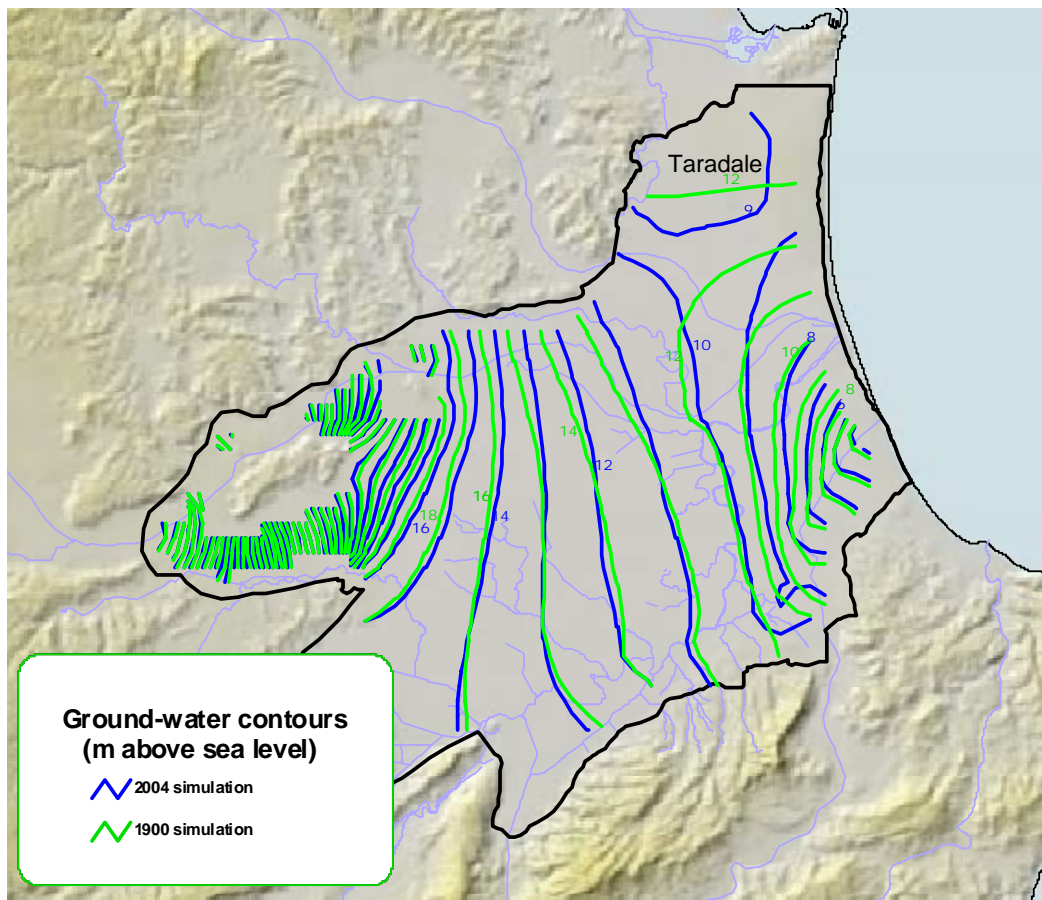 Taradale
12
9
8
10
10
12
8
6
14
12
16
18
14
16
Ground-water contours
(m above sea level)
2004 simulation
1900 simulation